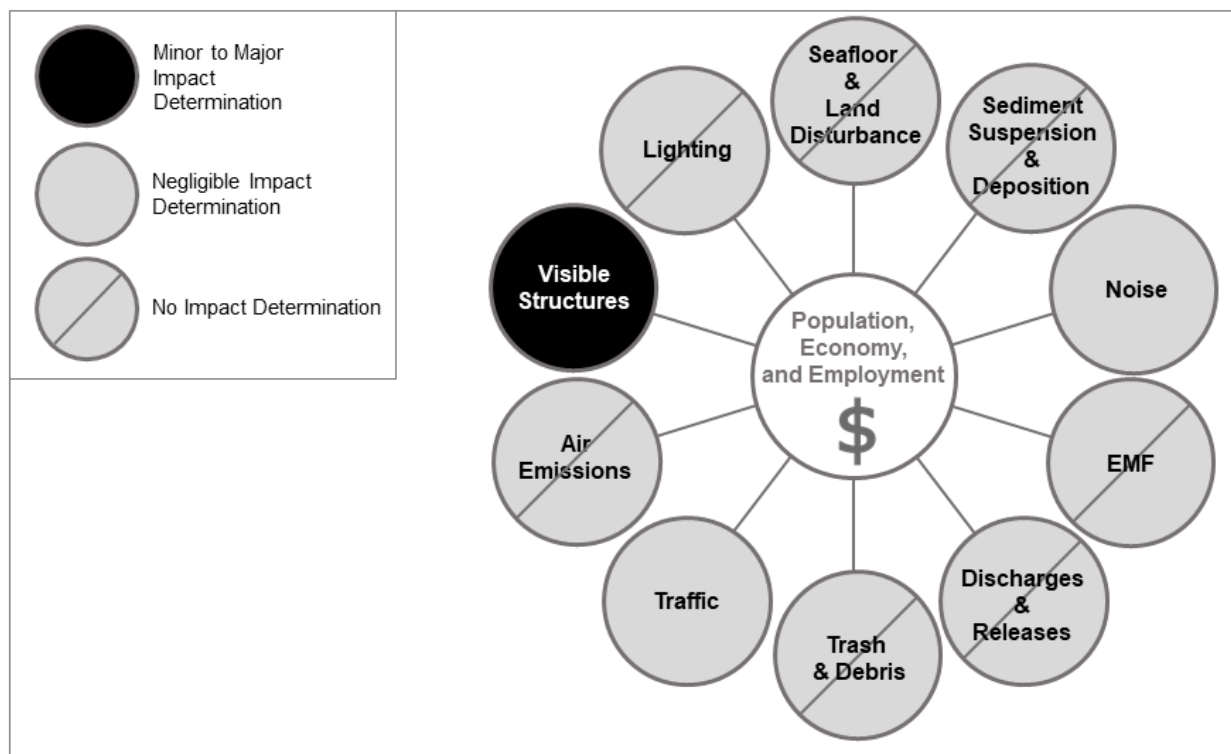 Minor to Major
Impact
Determination
Negligible Impact
Determination
No Impact Determination
Seafloor
&
Land
Disturbance
Sediment
Suspension
&
Deposition
Lighting
Visible
Structures
Noise
Population,
Economy,
and Employment
$
Air
Emissions
EMF
Traffic
Discharges
&
Releases
Trash
& Debris